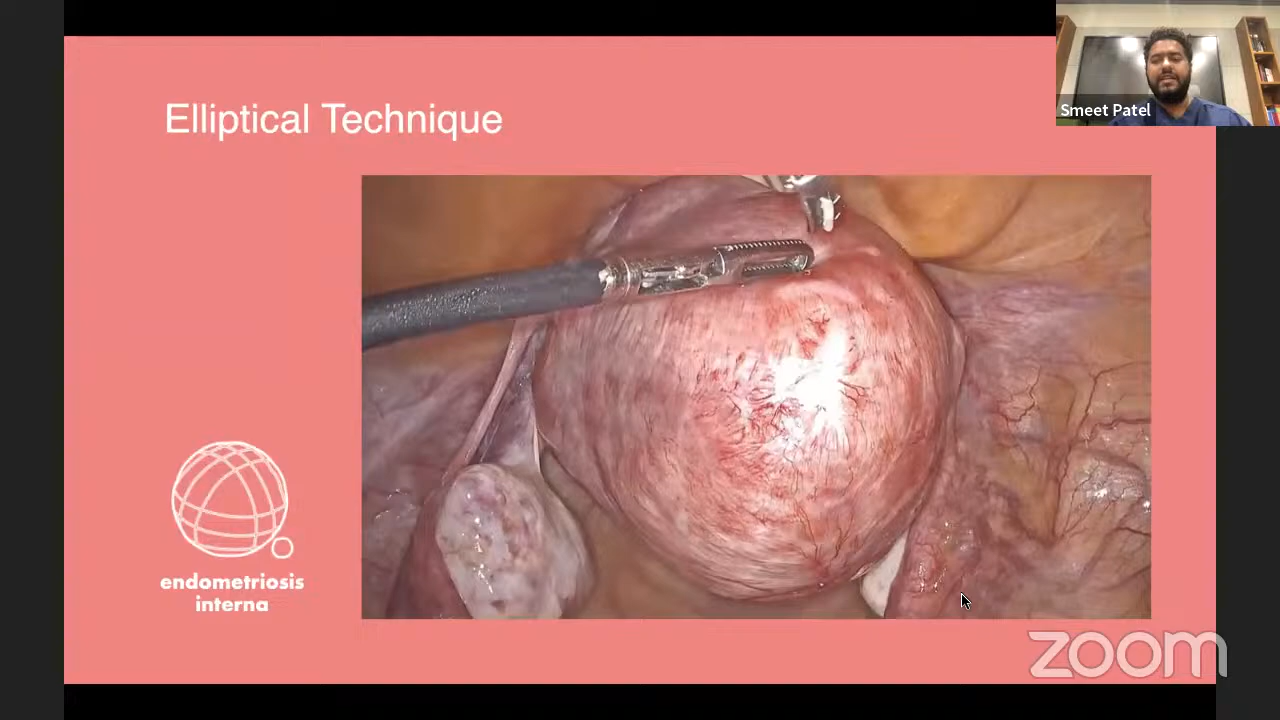 Elliptical Technique
Smeet Patel
endometriosis
interna
zoom